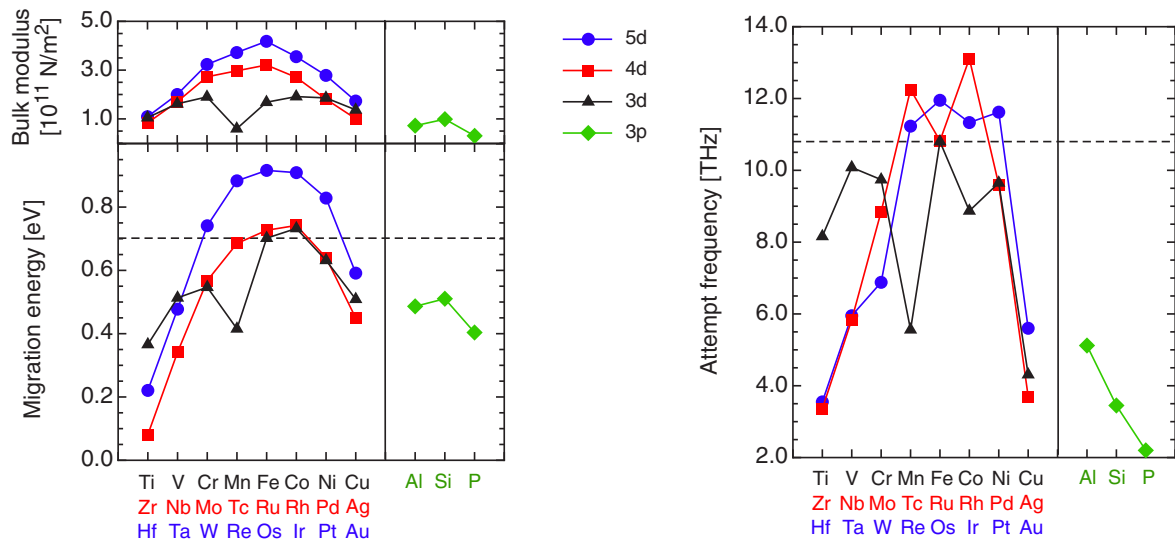 Bulk modulus
[10¹¹ N/m²]
5.0
3.0
1.0
Migration energy [eV]
0.8
0.6
0.4
0.2
0.0
Ti V Cr Mn Fe Co Ni Cu
Zr Nb Mo Tc Ru Rh Pd Ag
Hf Ta W Re Os Ir Pt Au
Al Si P
5d
4d
3d
3p
Attempt frequency [THz]
14.0
12.0
10.0
8.0
6.0
4.0
2.0
Ti V Cr Mn Fe Co Ni Cu
Zr Nb Mo Tc Ru Rh Pd Ag
Hf Ta W Re Os Ir Pt Au
Al Si P